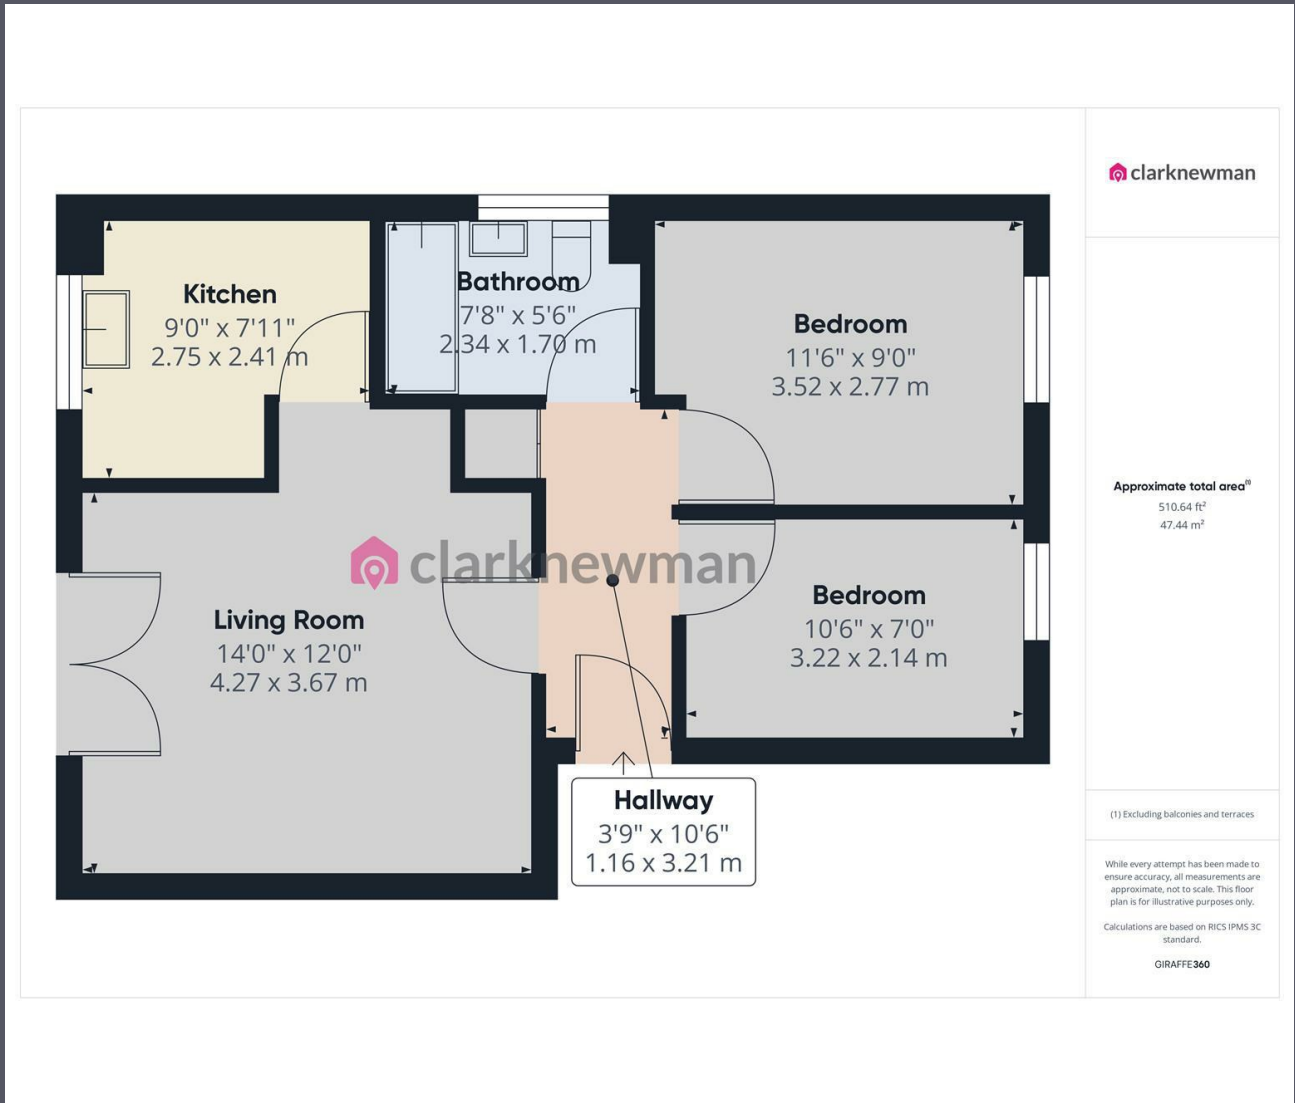 clarknewman
Kitchen
9'0" x 7'11"
2.75 x 2.41 m
Bathroom
7'8" x 5'6"
2.34 x 1.70 m
Bedroom
11'6" x 9'0"
3.52 x 2.77 m
clarknewman
Living Room
14'0" x 12'0"
4.27 x 3.67 m
Bedroom
10'6" x 7'0"
3.22 x 2.14 m
Hallway
3'9" x 10'6"
1.16 x 3.21 m
Approximate total area⁽¹⁾
510.64 ft²
47.44 m²
(1) Excluding balconies and terraces
While every attempt has been made to
ensure accuracy, all measurements are
approximate, not to scale. This floor
plan is for illustrative purposes only.
Calculations are based on RICS IPMS 3C
standard.
GIRAFFE360